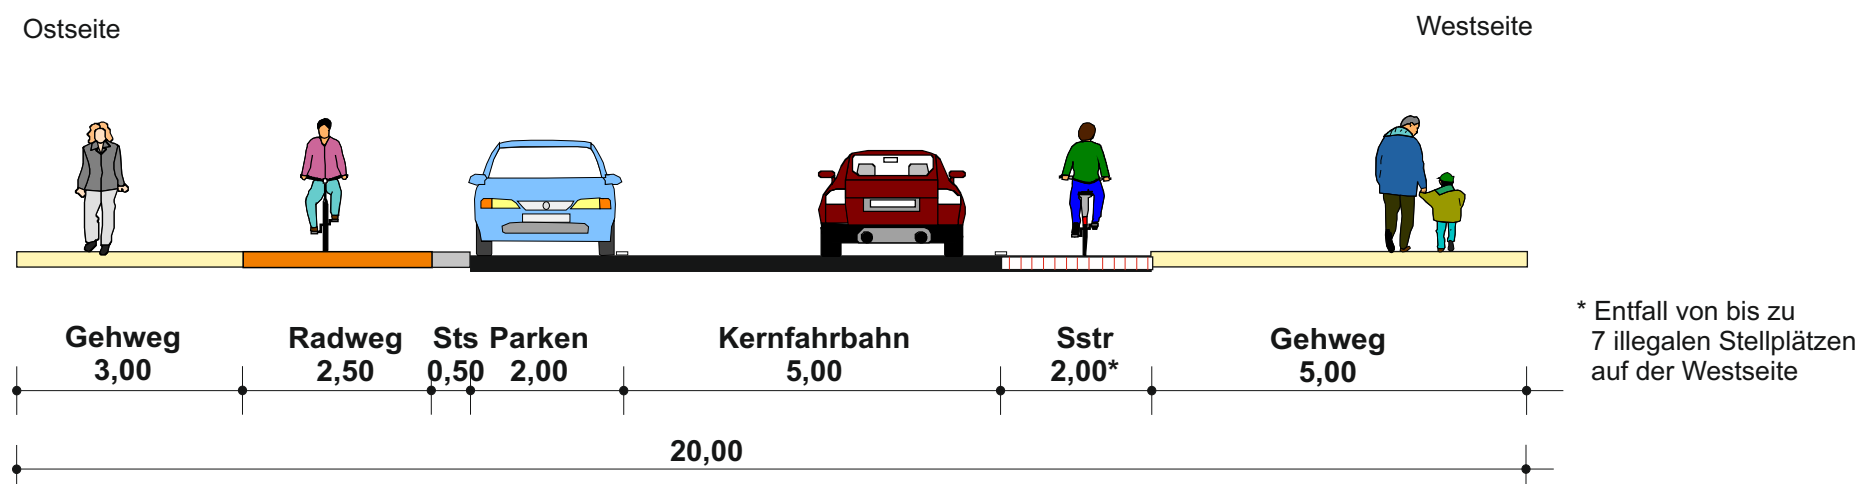 Ostseite
Westseite
Gehweg
3,00
Radweg
2,50
Sts
0,50
Parken
2,00
Kernfahrbahn
5,00
Sstr
2,00*
Gehweg
5,00
* Entfall von bis zu
7 illegalen Stellplätzen
auf der Westseite
20,00